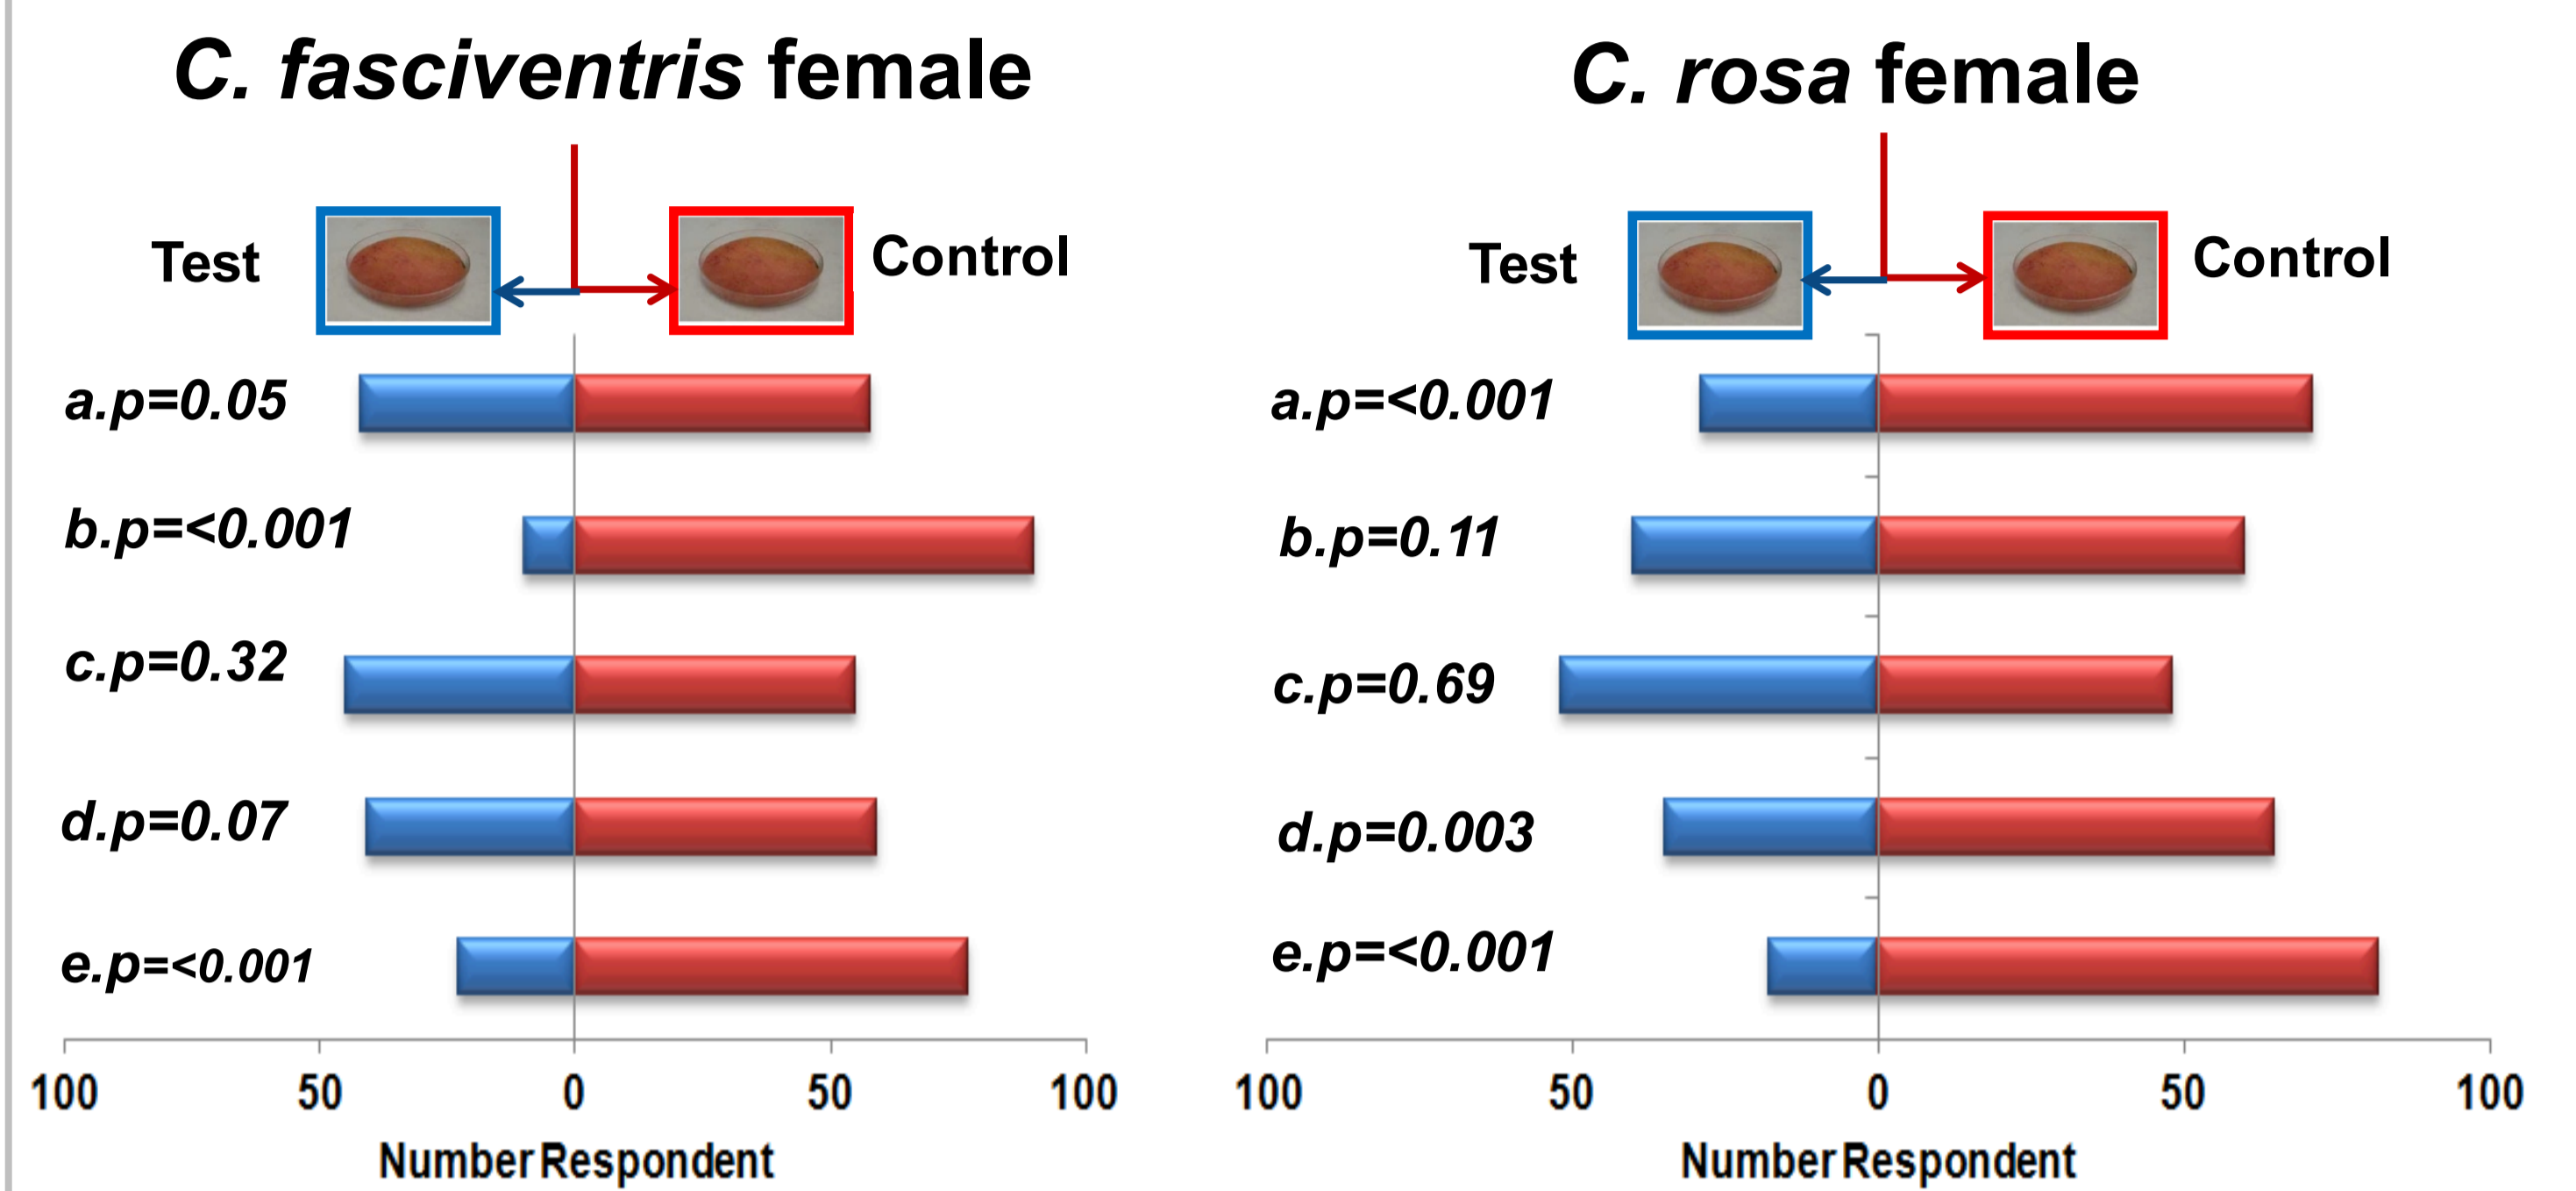 C. fasciventris female
Test
Control
a.p=0.05
b.p=<0.001
c.p=0.32
d.p=0.07
e.p=<0.001
100 50 0 50 100
Number Respondent
C. rosa female
Test
Control
a.p=<0.001
b.p=0.11
c.p=0.69
d.p=0.003
e.p=<0.001
100 50 0 50 100
Number Respondent